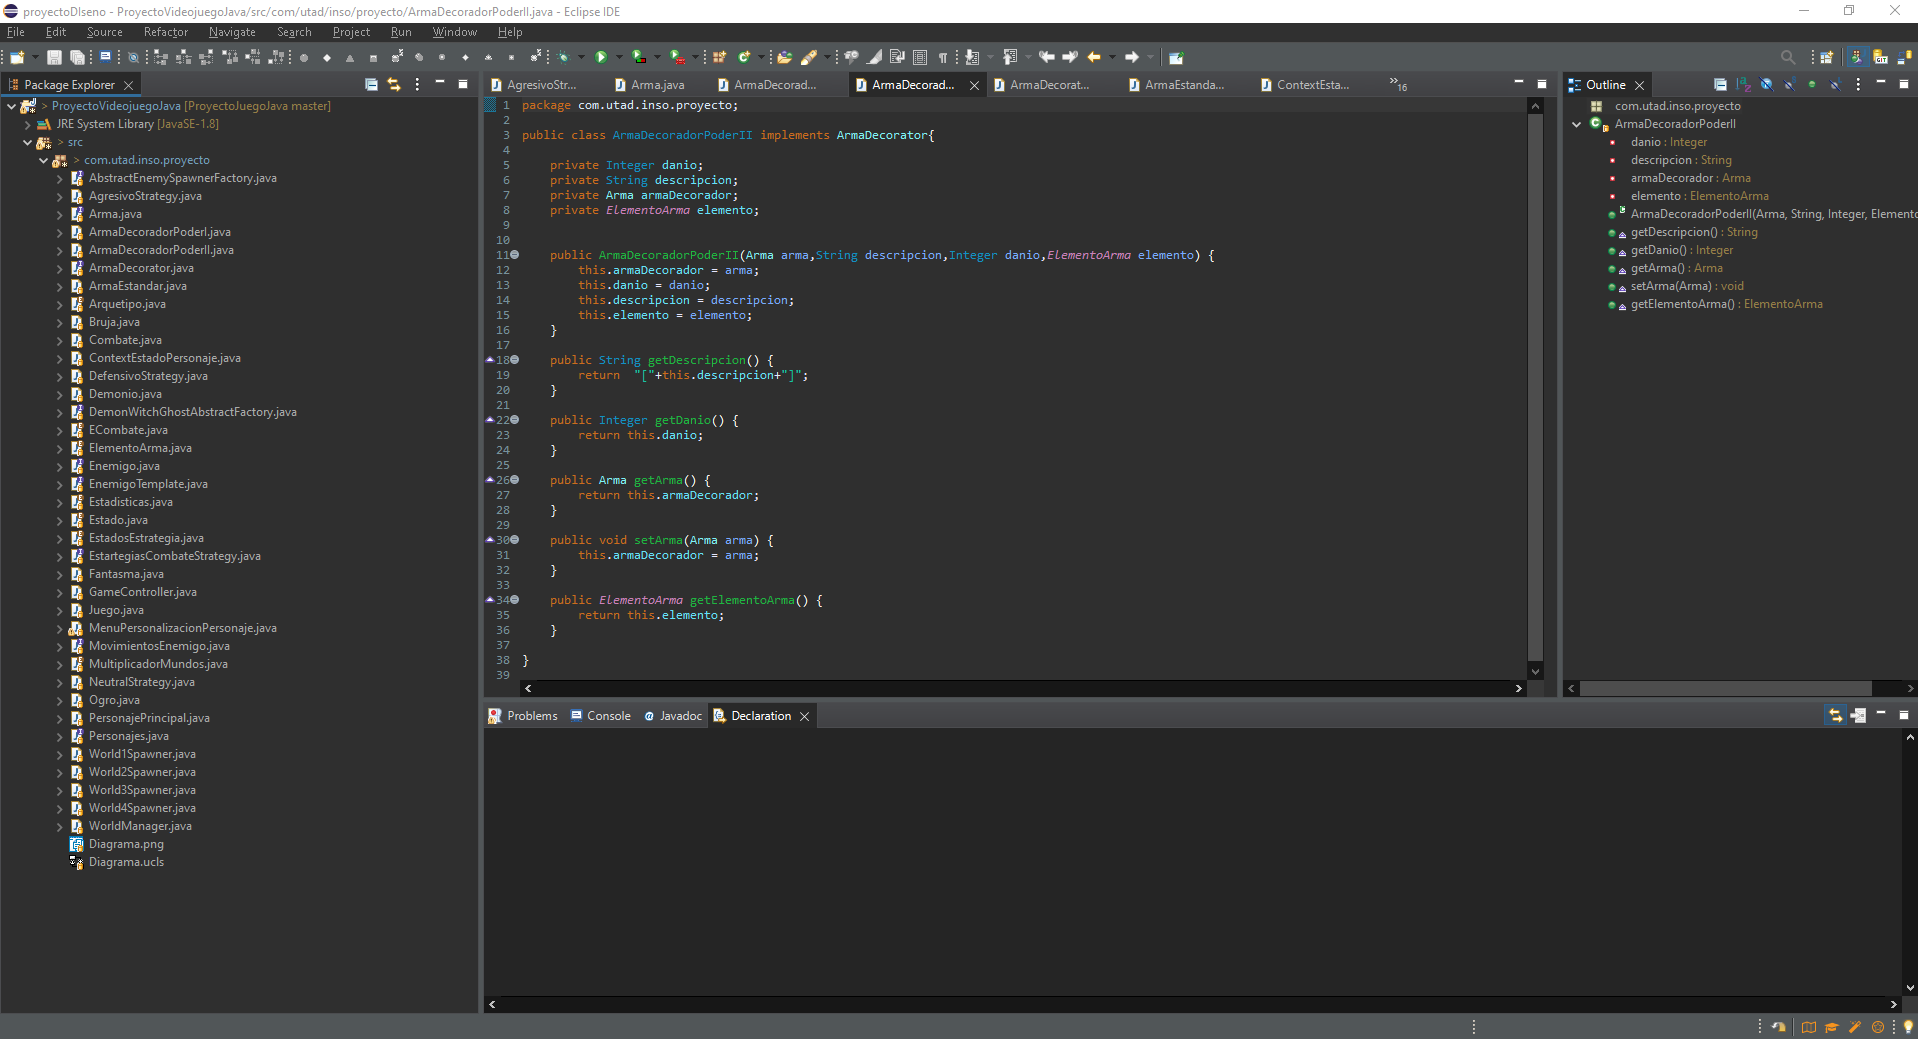 proyectoDIseno - ProyectoVideojuegoJava/src/com/utad/inso/proyecto/ArmaDecoradorPoderII.java - Eclipse IDE
File Edit Source Refactor Navigate Search Project Run Window Help
Package Explorer
> ProyectoVideojuegoJava [ProyectoJuegoJava master]
JRE System Library [JavaSE-1.8]
> src
> com.utad.inso.proyecto
AbstractEnemySpawnerFactory.java
AgresivoStrategy.java
Arma.java
ArmaDecoradorPoderI.java
ArmaDecoradorPoderII.java
ArmaDecorator.java
ArmaEstandar.java
Arquetipo.java
Bruja.java
Combate.java
ContextEstadoPersonaje.java
DefensivoStrategy.java
Demonio.java
DemonWitchGhostAbstractFactory.java
ECombate.java
ElementoArma.java
Enemigo.java
EnemigoTemplate.java
Estadisticas.java
Estado.java
EstadosEstrategia.java
EstartegiasCombateStrategy.java
Fantasma.java
GameController.java
Juego.java
MenuPersonalizacionPersonaje.java
MovimientosEnemigo.java
MultiplicadorMundos.java
NeutralStrategy.java
Ogro.java
PersonajePrincipal.java
Personajes.java
World1Spawner.java
World2Spawner.java
World3Spawner.java
World4Spawner.java
WorldManager.java
Diagrama.png
Diagrama.ucls
AgresivoStr... Arma.java ArmaDecorad... ArmaDecorad... ArmaDecorat... ArmaEstanda... ContextEsta... »16
1 package com.utad.inso.proyecto;
2
3 public class ArmaDecoradorPoderII implements ArmaDecorator{
4
5 private Integer danio;
6 private String descripcion;
7 private Arma armaDecorador;
8 private ElementoArma elemento;
9
10
11 public ArmaDecoradorPoderII(Arma arma,String descripcion,Integer danio,ElementoArma elemento) {
12 this.armaDecorador = arma;
13 this.danio = danio;
14 this.descripcion = descripcion;
15 this.elemento = elemento;
16 }
17
18 public String getDescripcion() {
19 return "["+this.descripcion+"]";
20 }
21
22 public Integer getDanio() {
23 return this.danio;
24 }
25
26 public Arma getArma() {
27 return this.armaDecorador;
28 }
29
30 public void setArma(Arma arma) {
31 this.armaDecorador = arma;
32 }
33
34 public ElementoArma getElementoArma() {
35 return this.elemento;
36 }
37
38 }
39
Outline
com.utad.inso.proyecto
ArmaDecoradorPoderII
danio : Integer
descripcion : String
armaDecorador : Arma
elemento : ElementoArma
ArmaDecoradorPoderII(Arma, String, Integer, Elemento
getDescripcion() : String
getDanio() : Integer
getArma() : Arma
setArma(Arma) : void
getElementoArma() : ElementoArma
Problems Console Javadoc Declaration